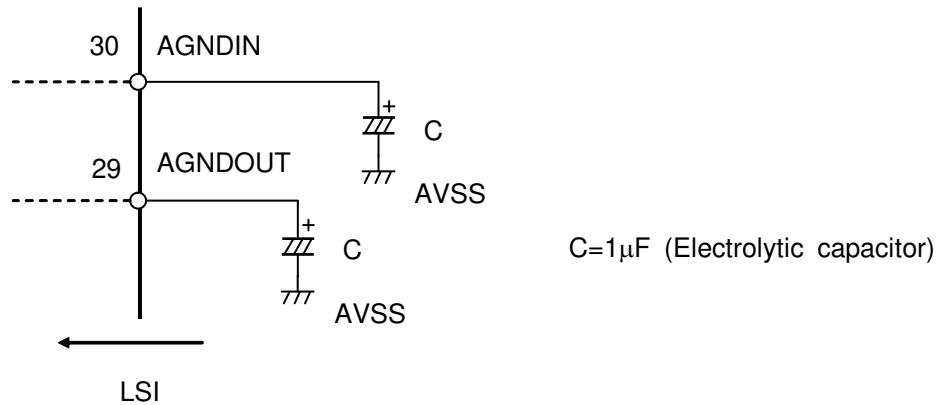 30 AGNDIN
+
C
AVSS
29 AGNDOUT
+
C
AVSS
C=1μF (Electrolytic capacitor)
LSI